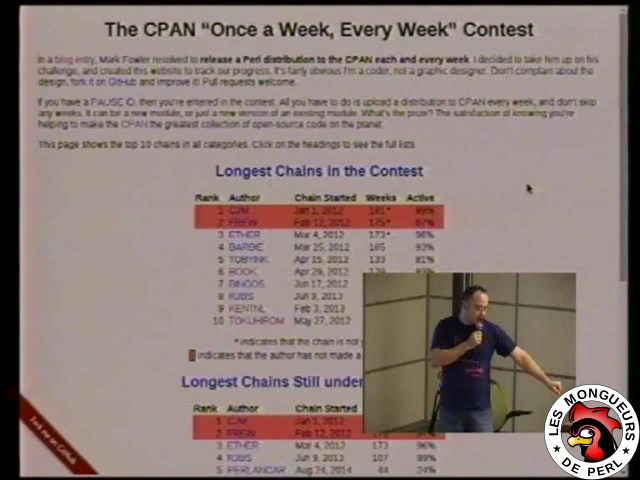 The CPAN “Once a Week, Every Week” Contest
In a blog entry, Mark Fowler resolved to release a Perl distribution to the CPAN each and every week. I decided to take him up on his
challenge, and created this website to track our progress. It's fairly obvious I'm a coder, not a graphic designer. Don't complain about the
design, fork it on GitHub and improve it! Pull requests welcome.
If you have a PAUSE ID, then you're entered in the contest. All you have to do is upload a distribution to CPAN every week, and don't skip
any weeks. It can be a new module, or just a new version of an existing module. What's the prize? The satisfaction of knowing you're
helping to make the CPAN the greatest collection of open-source code on the planet.
This page shows the top 10 chains in all categories. Click on the headings to see the full lists.
Longest Chains in the Contest
Rank Author Chain Started Weeks Active
1 CJM Jan 1, 2012 181* 98%
2 FREW Feb 12, 2012 175* 97%
3 ETHER Mar 4, 2012 173* 96%
4 BARBIE Mar 25, 2012 165 93%
5 TOBYINK Apr 15, 2012 133 81%
6 BOOK Apr 29, 2012
7 BINGOS Jun 17, 2012
8 RJBS Jun 9, 2013
9 KENTNL Feb 3, 2013
10 TOKUHIROM May 27, 2012
* indicates that the chain is not
indicates that the author has not made a
Longest Chains Still under
Rank Author Chain Started
1 CJM Jan 1, 2012
2 FREW Feb 12, 2012
3 ETHER Mar 4, 2012 173 96%
4 RJBS Jun 9, 2013 107 99%
5 PERLANCAR Aug 24, 2014 44 24%
Fork me on GitHub
LES MONGUEURS
DE PERL